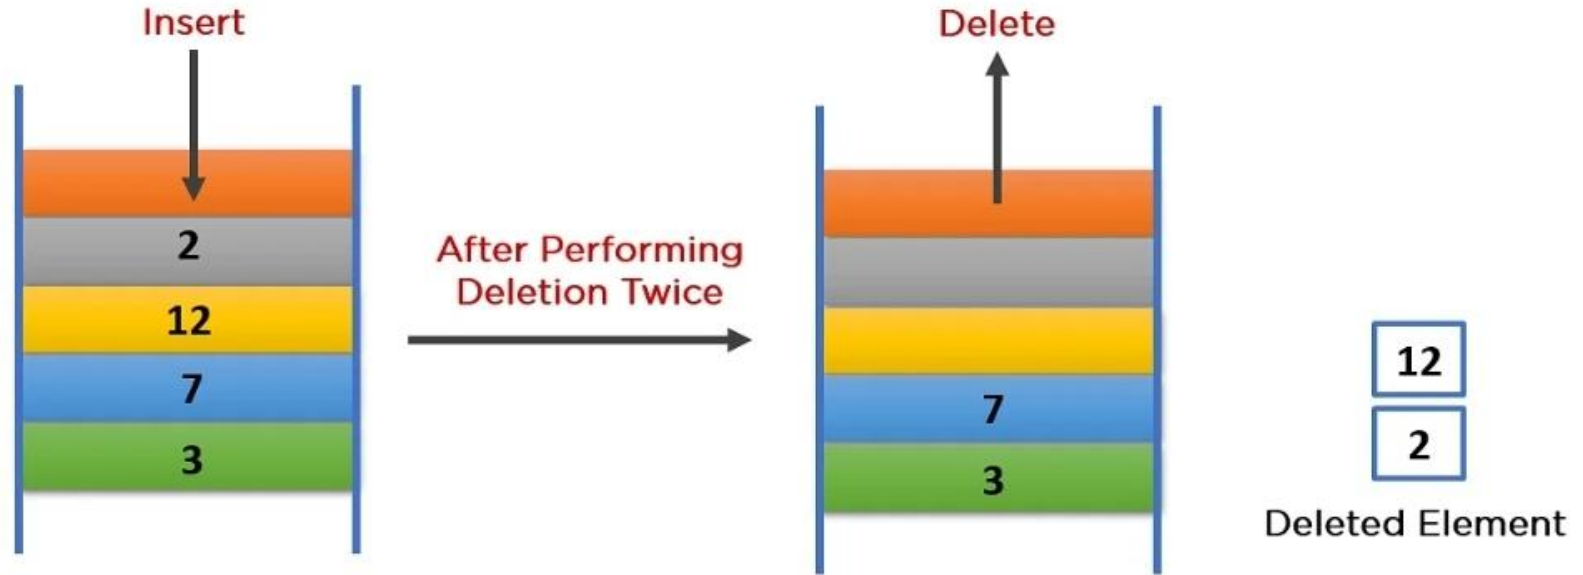 Insert
2
12
7
3
After Performing
Deletion Twice
Delete
7
3
12
2
Deleted Element